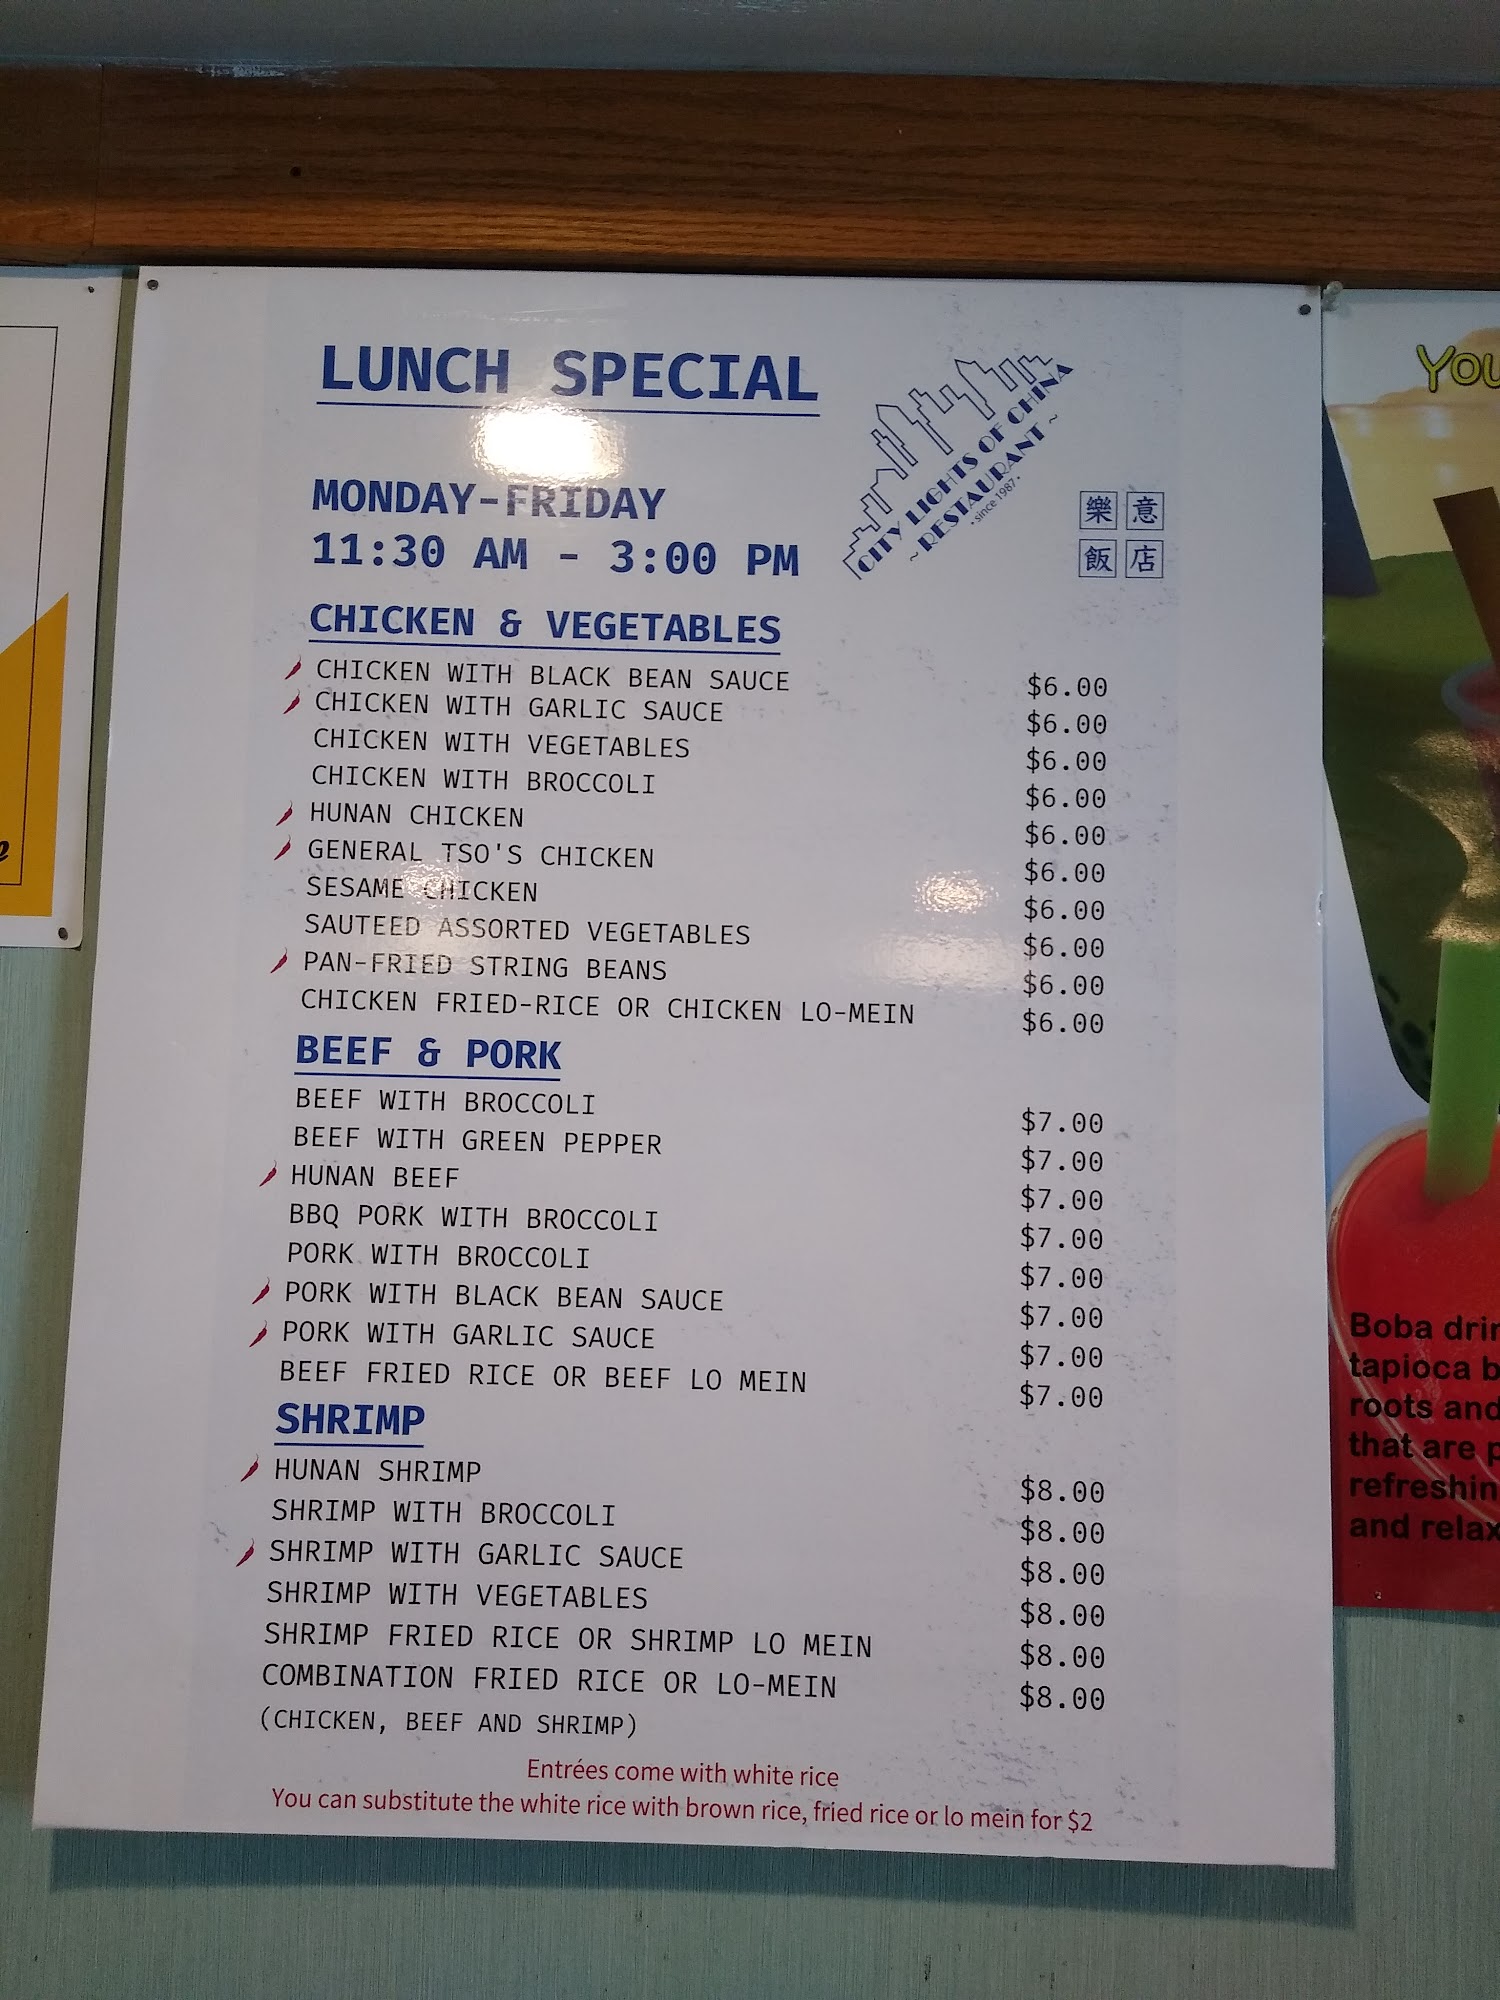 LUNCH SPECIAL
CITY LIGHTS OF CHINA
~ RESTAURANT ~
• since 1987 •
樂 意
飯 店
MONDAY-FRIDAY
11:30 AM - 3:00 PM
CHICKEN & VEGETABLES
CHICKEN WITH BLACK BEAN SAUCE $6.00
CHICKEN WITH GARLIC SAUCE $6.00
CHICKEN WITH VEGETABLES $6.00
CHICKEN WITH BROCCOLI $6.00
HUNAN CHICKEN $6.00
GENERAL TSO'S CHICKEN $6.00
SESAME CHICKEN $6.00
SAUTEED ASSORTED VEGETABLES $6.00
PAN-FRIED STRING BEANS $6.00
CHICKEN FRIED-RICE OR CHICKEN LO-MEIN $6.00
BEEF & PORK
BEEF WITH BROCCOLI $7.00
BEEF WITH GREEN PEPPER $7.00
HUNAN BEEF $7.00
BBQ PORK WITH BROCCOLI $7.00
PORK WITH BROCCOLI $7.00
PORK WITH BLACK BEAN SAUCE $7.00
PORK WITH GARLIC SAUCE $7.00
BEEF FRIED RICE OR BEEF LO MEIN $7.00
SHRIMP
HUNAN SHRIMP $8.00
SHRIMP WITH BROCCOLI $8.00
SHRIMP WITH GARLIC SAUCE $8.00
SHRIMP WITH VEGETABLES $8.00
SHRIMP FRIED RICE OR SHRIMP LO MEIN $8.00
COMBINATION FRIED RICE OR LO-MEIN $8.00
(CHICKEN, BEEF AND SHRIMP)
Entrées come with white rice
You can substitute the white rice with brown rice, fried rice or lo mein for $2
Boba
tapioca
roots and
that are
and